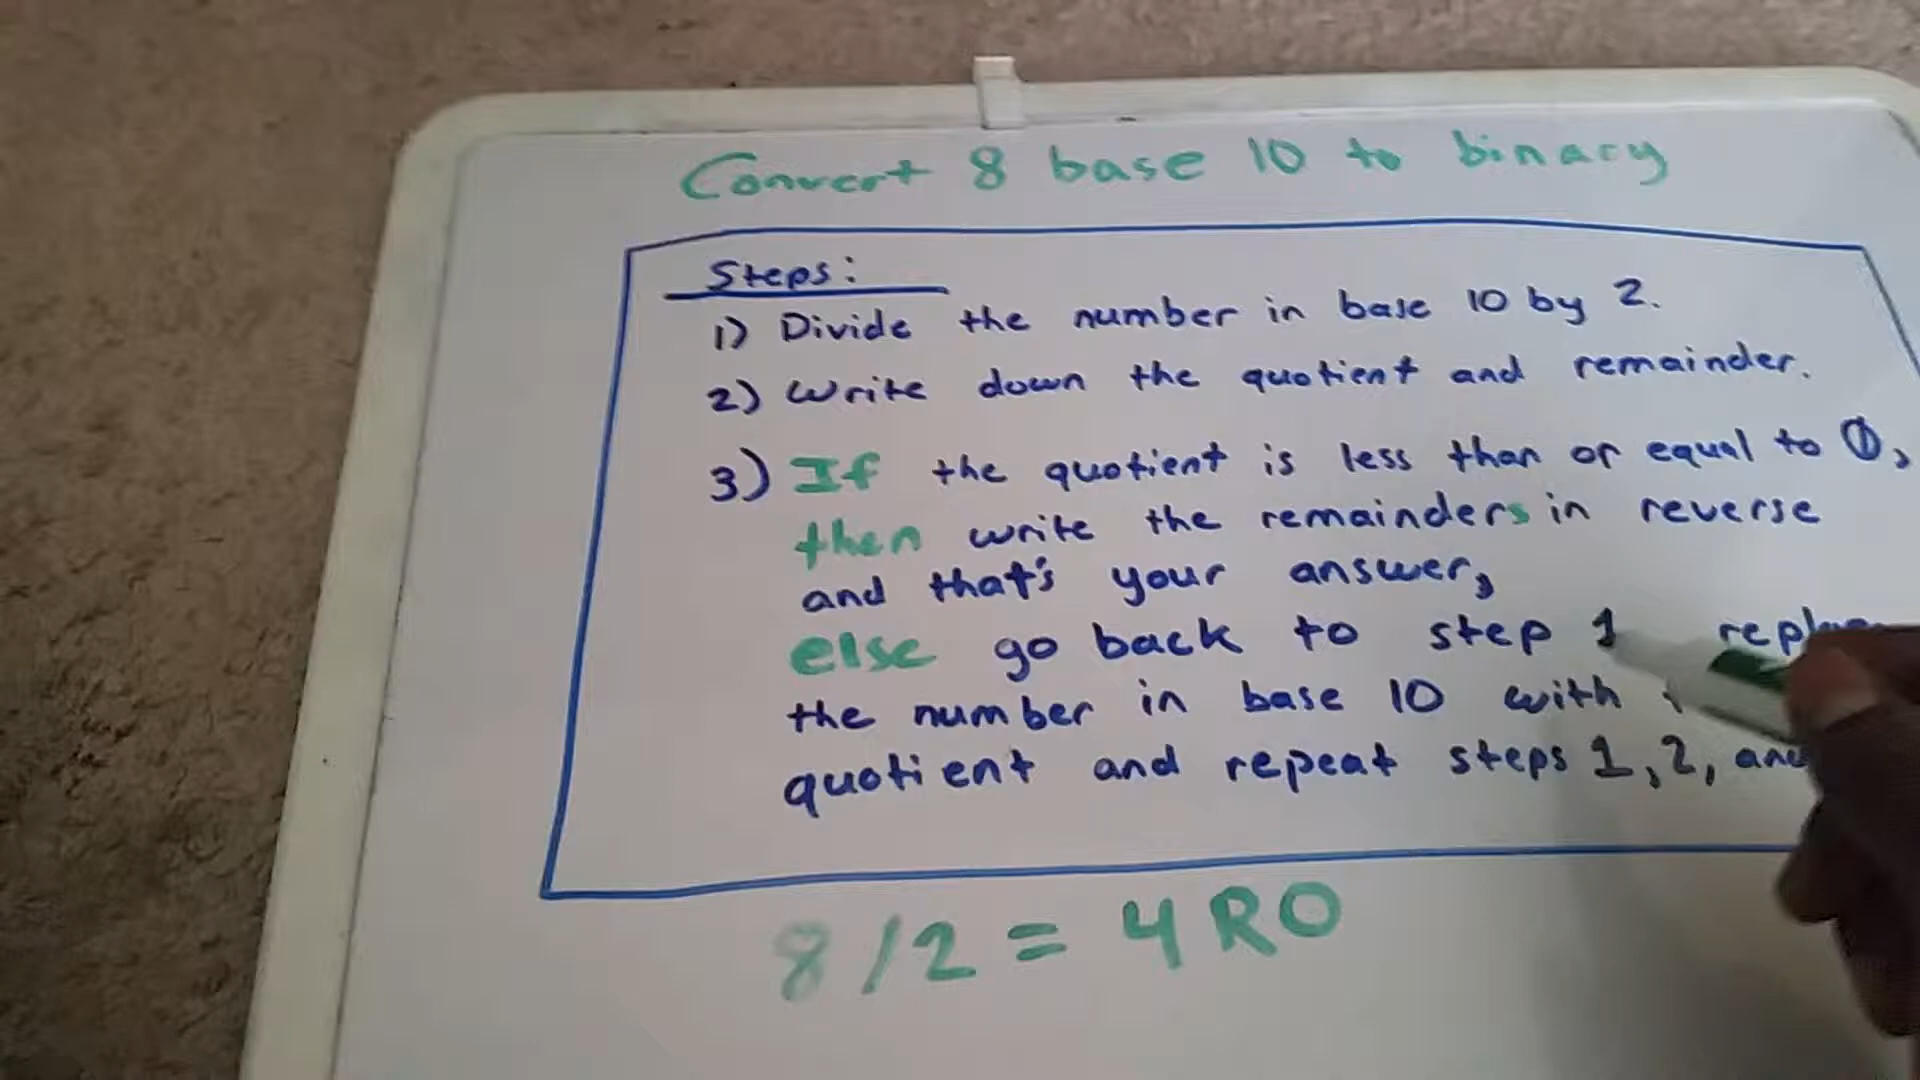 Convert 8 base 10 to binary
Steps:
1) Divide the number in base 10 by 2.
2) Write down the quotient and remainder.
3) If the quotient is less than or equal to 0,
then write the remainders in reverse
and that's your answer,
else go back to step 1
the number in base 10 with
quotient and repeat steps 1, 2, and
8/2 = 4 R0